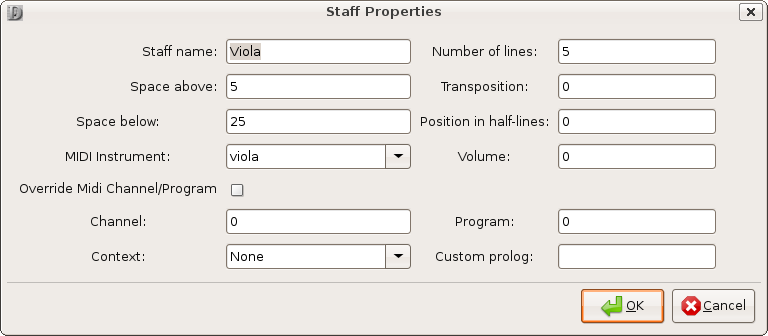 Staff Properties
Staff name: Viola Number of lines: 5
Space above: 5 Transposition: 0
Space below: 25 Position in half-lines: 0
MIDI Instrument: viola Volume: 0
Override Midi Channel/Program
Channel: 0 Program: 0
Context: None Custom prolog:
OK Cancel